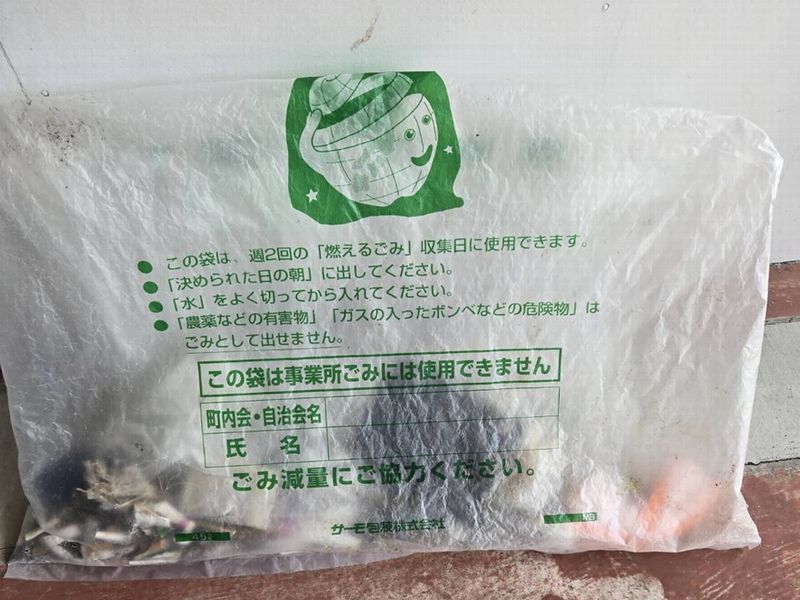 ●この袋は、週2回の「燃えるごみ」収集日に使用できます。
●「決められた日の朝」に出してください。
●「水」をよく切ってから入れてください。
●「農薬などの有害物」「ガスの入ったボンベなどの危険物」は
ごみとして出せません。
この袋は事業所ごみには使用できません
町内会・自治会名
氏 名
ごみ減量にご協力ください。
サーモ包装株式会社
45ℓ
MB